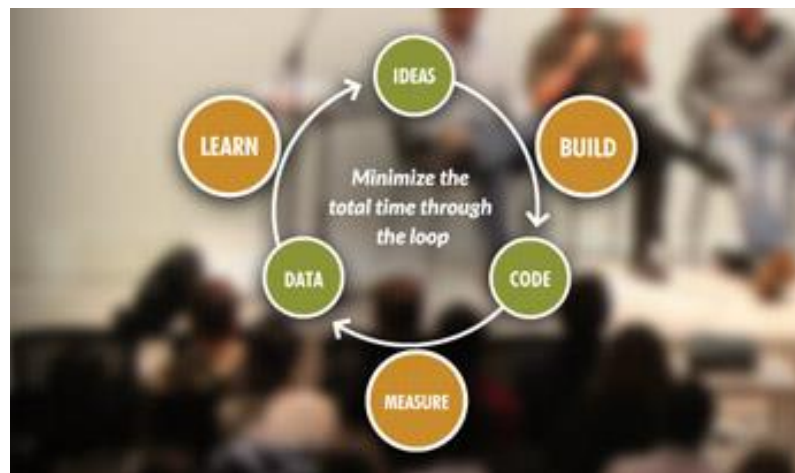 IDEAS
LEARN
BUILD
Minimize the
total time through
the loop
DATA
CODE
MEASURE